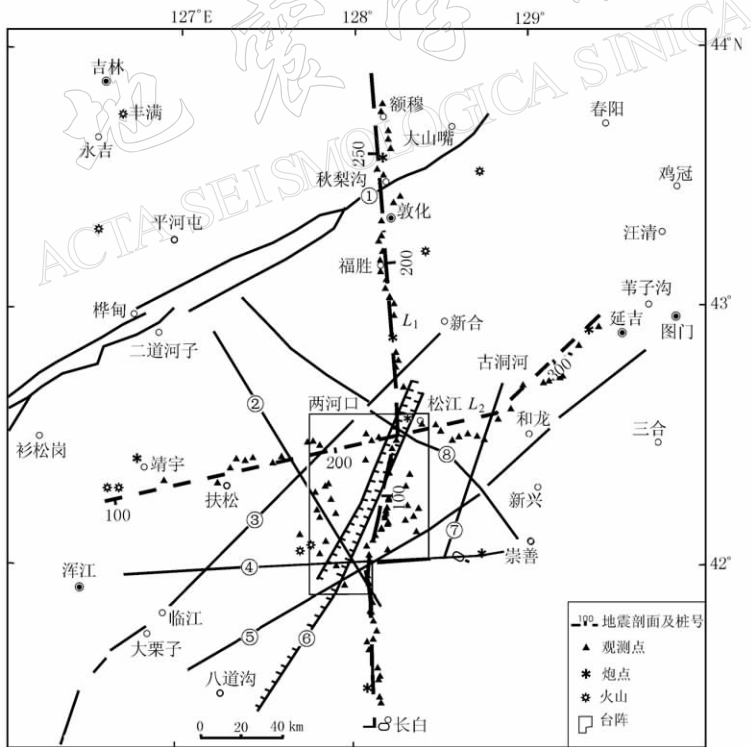 127°E
128°
129°
44°N
地震学
ACTA SEISMOLOGICA SINICA
吉林
丰满
永吉
额穆
大山嘴
春阳
250
秋梨沟
①
鸡冠
敦化
平河屯
汪清
福胜
200
苇子沟
43°
桦甸
延吉
图门
L₁
新合
二道河子
古洞河
300
②
两河口
松江
L₂
和龙
三合
衫松岗
靖宇
200
⑧
100
扶松
100
新兴
③
⑦
崇善
④
42°
浑江
临江
⑤
⑥
大栗子
八道沟
长白
0 20 40 km
100 地震剖面及桩号
观测点
炮点
火山
台阵